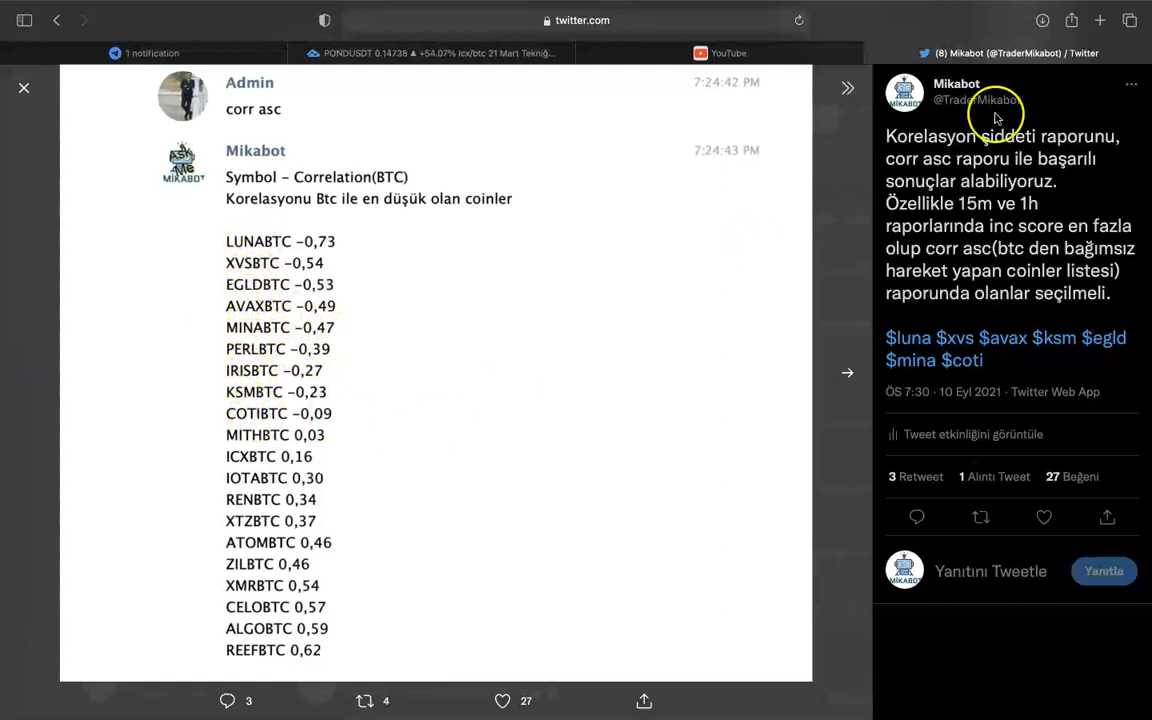 twitter.com
1 notification
PONDUSDT 0.14738 ▲ +54.07% icx/btc 21 Mart Tekniğ...
YouTube
(8) Mikabot (@TraderMikabot) / Twitter
Admin
7:24:42 PM
corr asc
Mikabot
7:24:43 PM
Symbol - Correlation(BTC)
Korelasyonu Btc ile en düşük olan coinler
LUNABTC -0,73
XVSBTC -0,54
EGLDBTC -0,53
AVAXBTC -0,49
MINABTC -0,47
PERLBTC -0,39
IRISBTC -0,27
KSMBTC -0,23
COTIBTC -0,09
MITHBTC 0,03
ICXBTC 0,16
IOTABTC 0,30
RENBTC 0,34
XTZBTC 0,37
ATOMBTC 0,46
ZILBTC 0,46
XMRBTC 0,54
CELOBTC 0,57
ALGOBTC 0,59
REEFBTC 0,62
3
4
27
Mikabot
@TraderMikabot
Korelasyon şiddeti raporunu,
corr asc raporu ile başarılı
sonuçlar alabiliyoruz.
Özellikle 15m ve 1h
raporlarında inc score en fazla
olup corr asc(btc den bağımsız
hareket yapan coinler listesi)
raporunda olanlar seçilmeli.
$luna $xvs $avax $ksm $egld
$mina $coti
ÖS 7:30 · 10 Eyl 2021 · Twitter Web App
Tweet etkinliğini görüntüle
3 Retweet 1 Alıntı Tweet 27 Beğeni
Yanıtını Tweetle
Yanıtla
ASK Me
MIKABOT
MIKABOT
MIKABOT